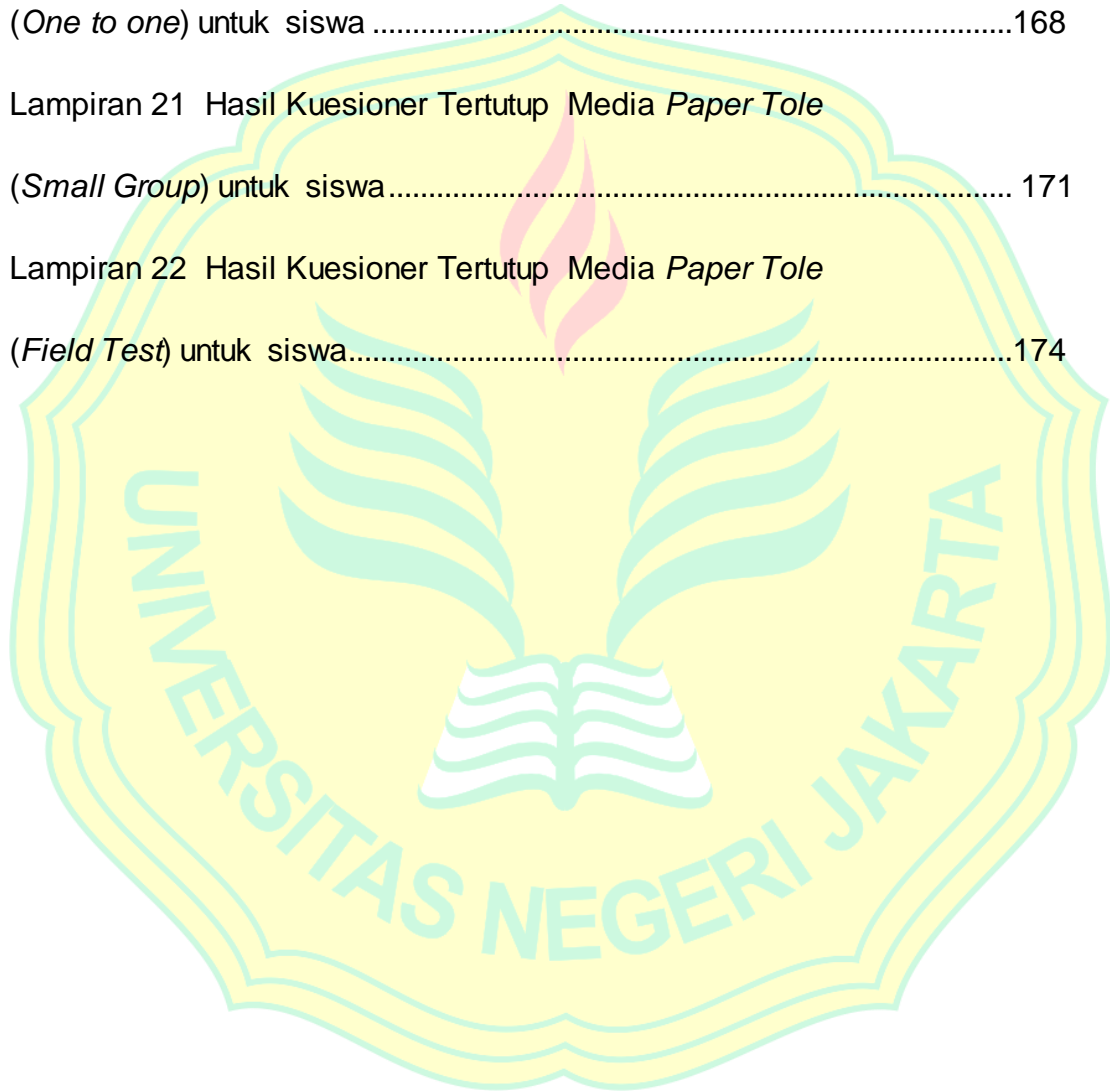 (One to one) untuk siswa ................................................................................168
Lampiran 21 Hasil Kuesioner Tertutup Media Paper Tole
(Small Group) untuk siswa.............................................................................. 171
Lampiran 22 Hasil Kuesioner Tertutup Media Paper Tole
(Field Test) untuk siswa...................................................................................174
UNIVERSITAS NEGERI JAKARTA